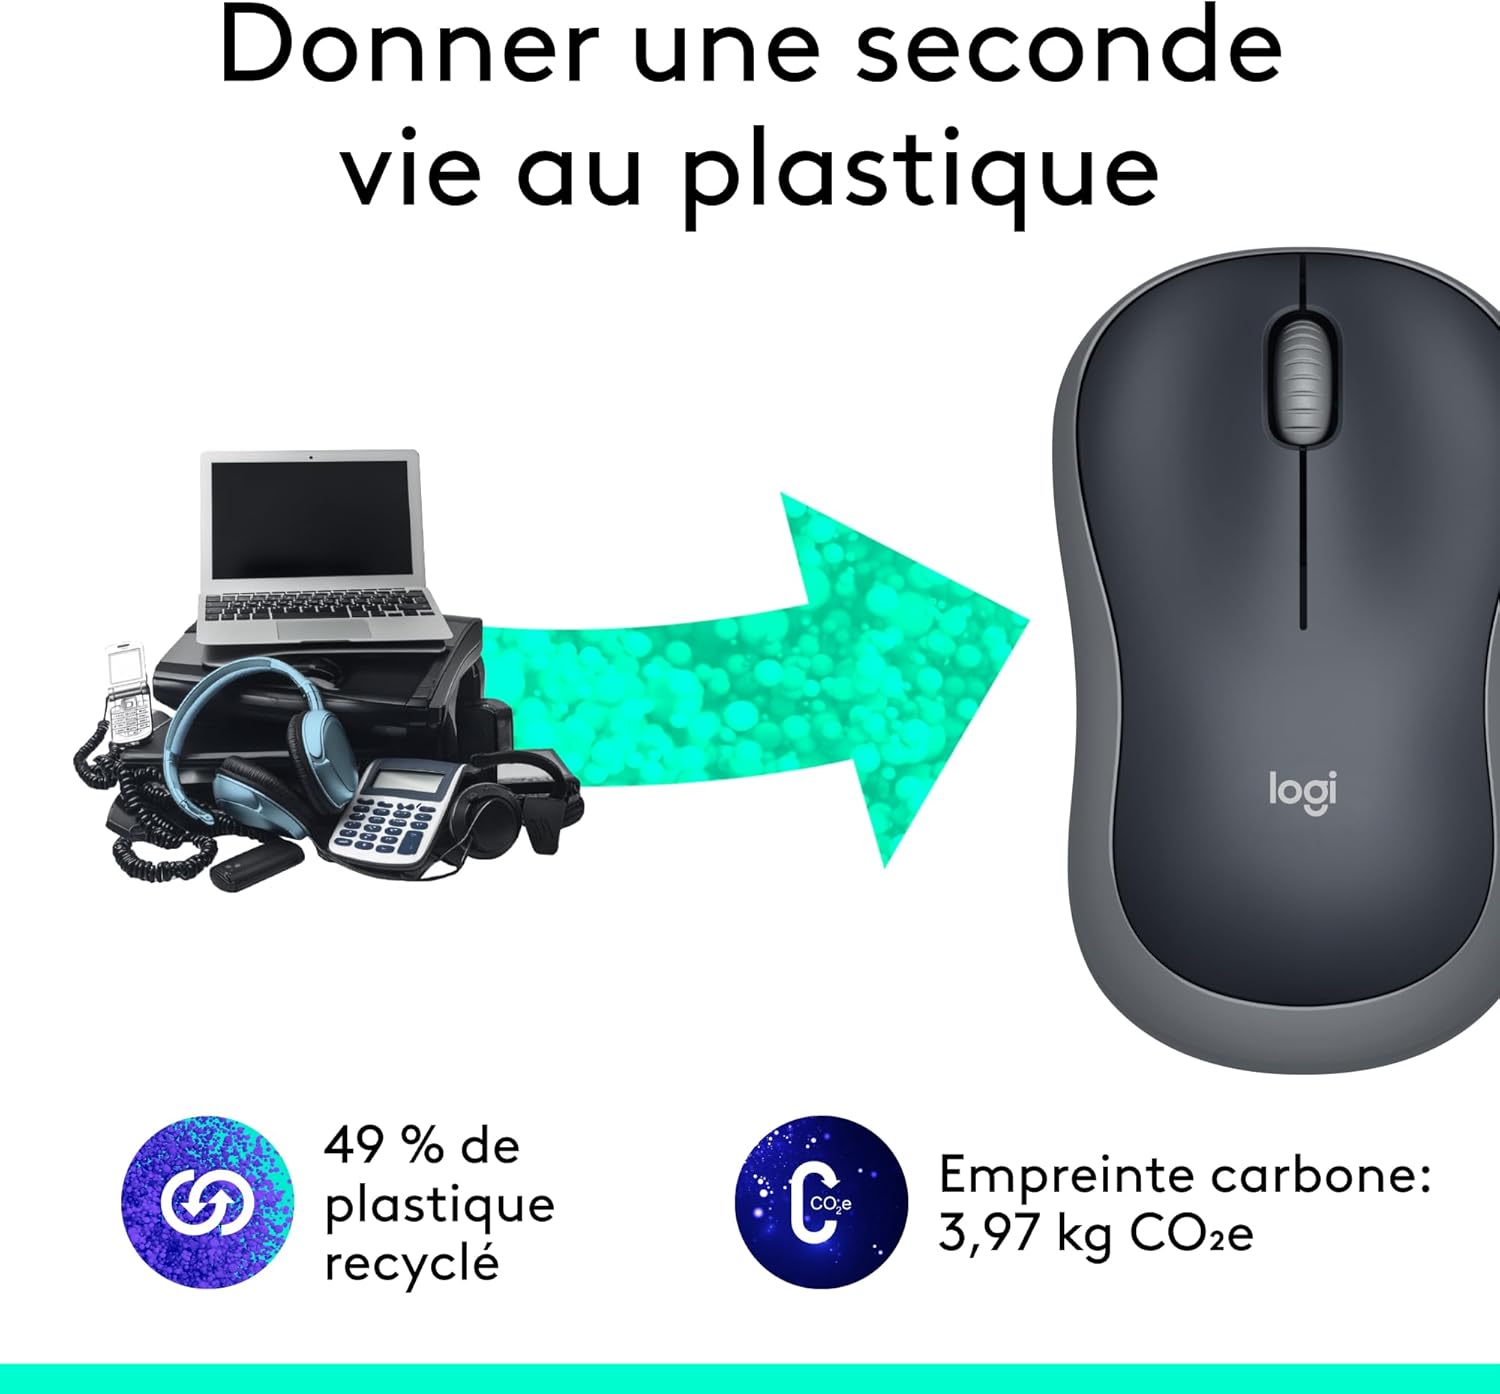 Donner une seconde
vie au plastique
logi
49 % de
plastique
recyclé
CO₂e
Empreinte carbone:
3,97 kg CO₂e